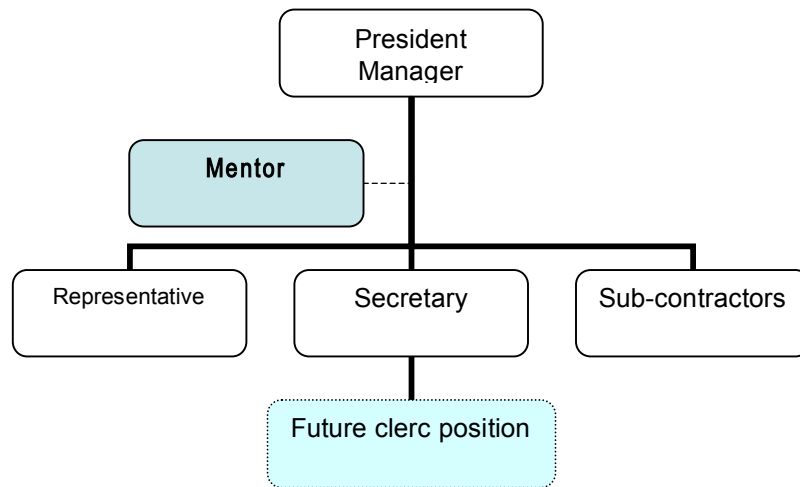 President
Manager
Mentor
Representative
Secretary
Sub-contractors
Future clerc position